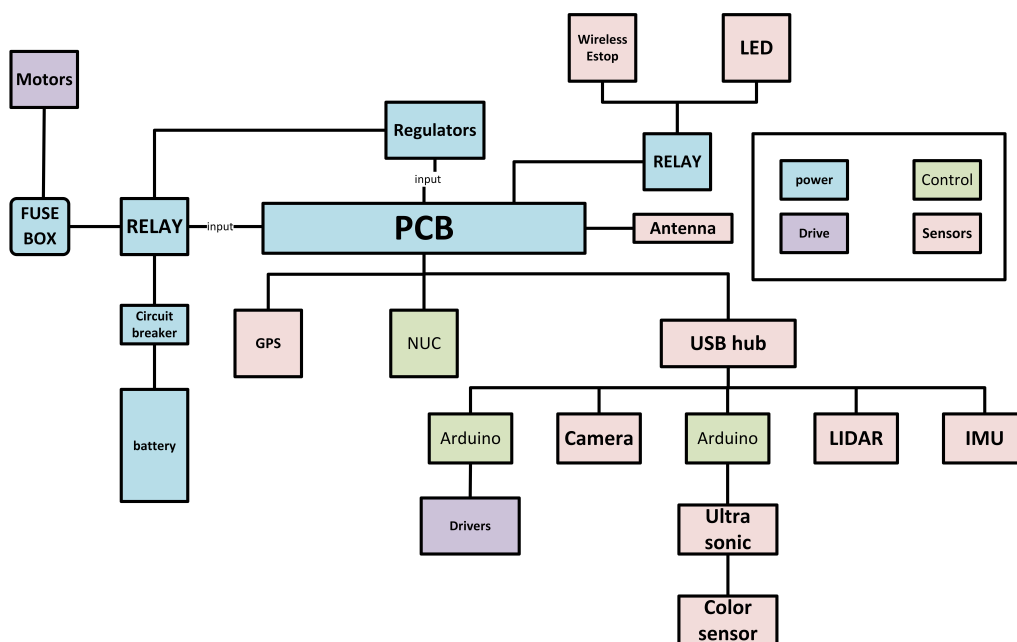 Wireless
Estop
LED
Motors
Regulators
RELAY
power
Control
input
FUSE
BOX
RELAY
input
PCB
Antenna
Drive
Sensors
Circuit
breaker
GPS
NUC
USB hub
battery
Arduino
Camera
Arduino
LIDAR
IMU
Drivers
Ultra
sonic
Color
sensor